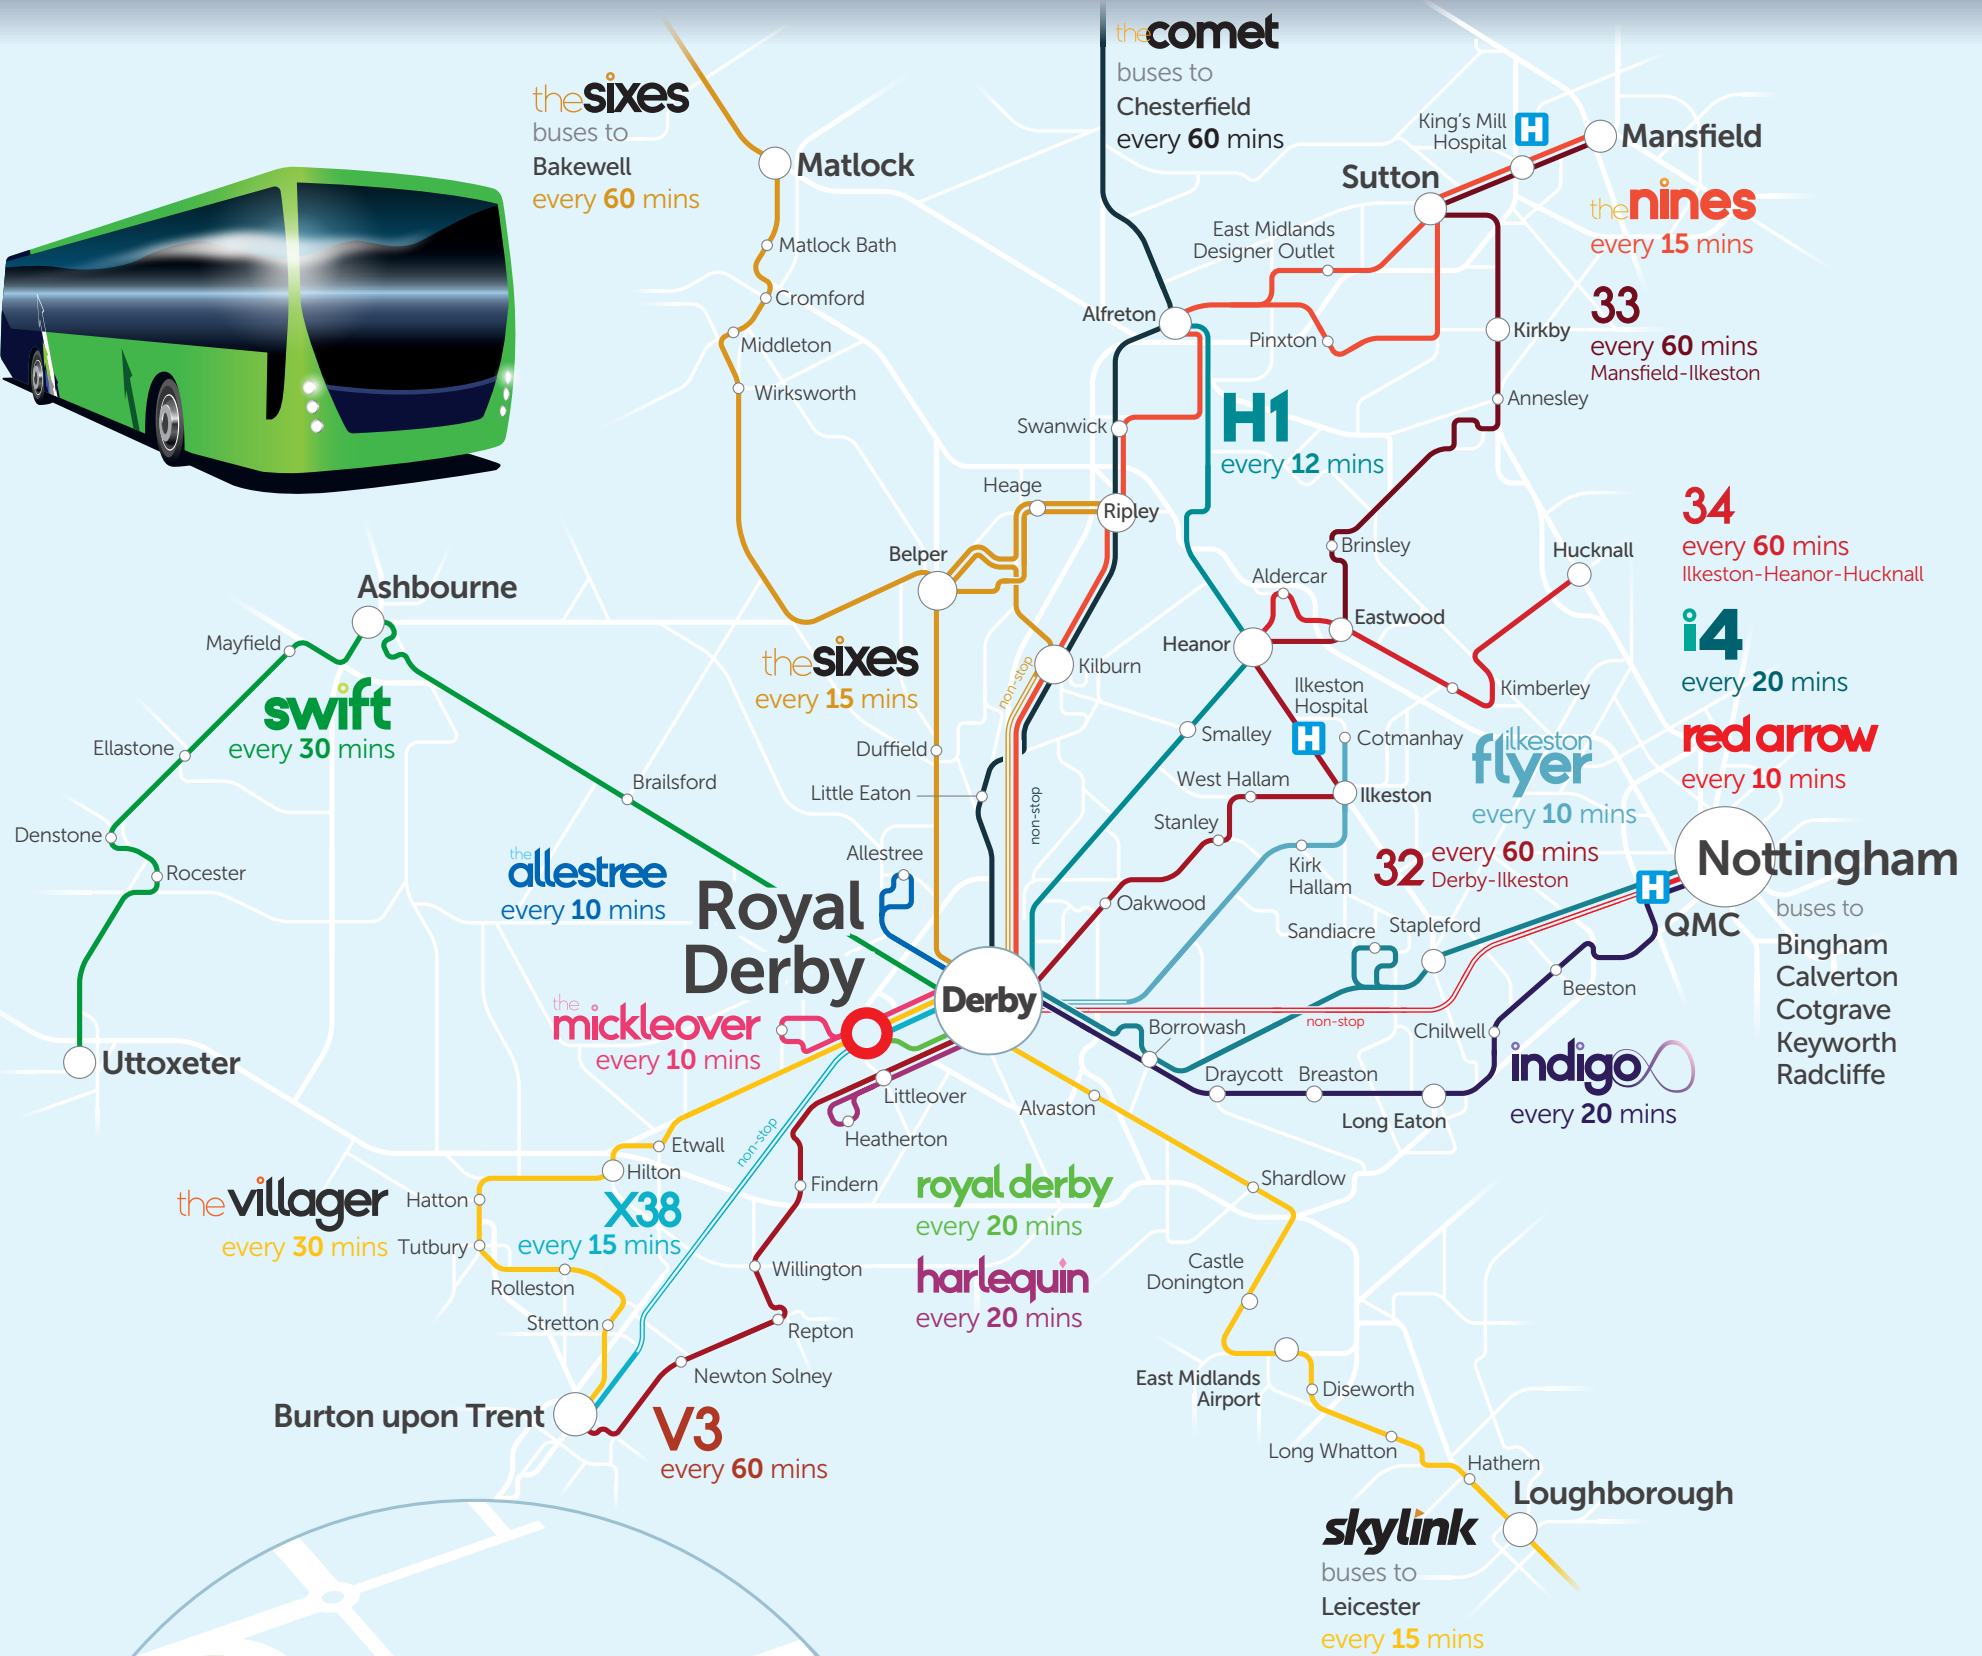 thesixes
buses to
Bakewell
every 60 mins
Matlock
Matlock Bath
Cromford
Middleton
Wirksworth
thecomet
buses to
Chesterfield
every 60 mins
King's Mill
Hospital
H
Mansfield
Sutton
thenines
every 15 mins
East Midlands
Designer Outlet
Alfreton
Pinxton
Kirkby
33
every 60 mins
Mansfield-Ilkeston
Annesley
Swanwick
H1
every 12 mins
Heage
Ripley
Belper
Brinsley
Hucknall
34
every 60 mins
Ilkeston-Heanor-Hucknall
Aldercar
Eastwood
Heanor
Kimberley
i4
every 20 mins
Ashbourne
Mayfield
swift
every 30 mins
Ellastone
Denstone
Rocester
Uttoxeter
Brailsford
thesixes
every 15 mins
non-stop
Kilburn
Duffield
Little Eaton
non-stop
Smalley
Ilkeston
Hospital
H
Cotmanhay
ilkeston
flyer
every 10 mins
red arrow
every 10 mins
West Hallam
Ilkeston
Stanley
Kirk
Hallam
32
every 60 mins
Derby-Ilkeston
Oakwood
Nottingham
buses to
Bingham
Calverton
Cotgrave
Keyworth
Radcliffe
H
QMC
Sandiacre
Stapleford
Beeston
Chilwell
non-stop
the
allestree
every 10 mins
Allestree
Royal
Derby
Derby
the
mickleover
every 10 mins
Borrowash
Draycott
Breaston
Long Eaton
indigo
every 20 mins
Littleover
Heatherton
Alvaston
Etwall
Hilton
non-stop
thevillager
every 30 mins
Hatton
Tutbury
Rolleston
Stretton
X38
every 15 mins
Findern
Willington
Repton
Newton Solney
Burton upon Trent
V3
every 60 mins
royal derby
every 20 mins
harlequin
every 20 mins
Shardlow
Castle
Donington
East Midlands
Airport
Diseworth
Long Whatton
Hathern
Loughborough
skylink
buses to
Leicester
every 15 mins